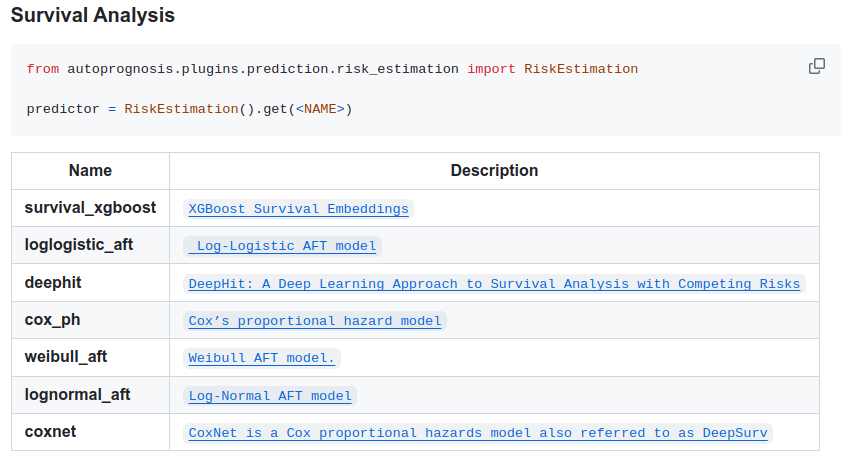 Survival Analysis
from autoprognosis.plugins.prediction.risk_estimation import RiskEstimation
predictor = RiskEstimation().get(<NAME>)
Name Description
survival_xgboost XGBoost Survival Embeddings
loglogistic_aft Log-Logistic AFT model
deephit DeepHit: A Deep Learning Approach to Survival Analysis with Competing Risks
cox_ph Cox’s proportional hazard model
weibull_aft Weibull AFT model.
lognormal_aft Log-Normal AFT model
coxnet CoxNet is a Cox proportional hazards model also referred to as DeepSurv